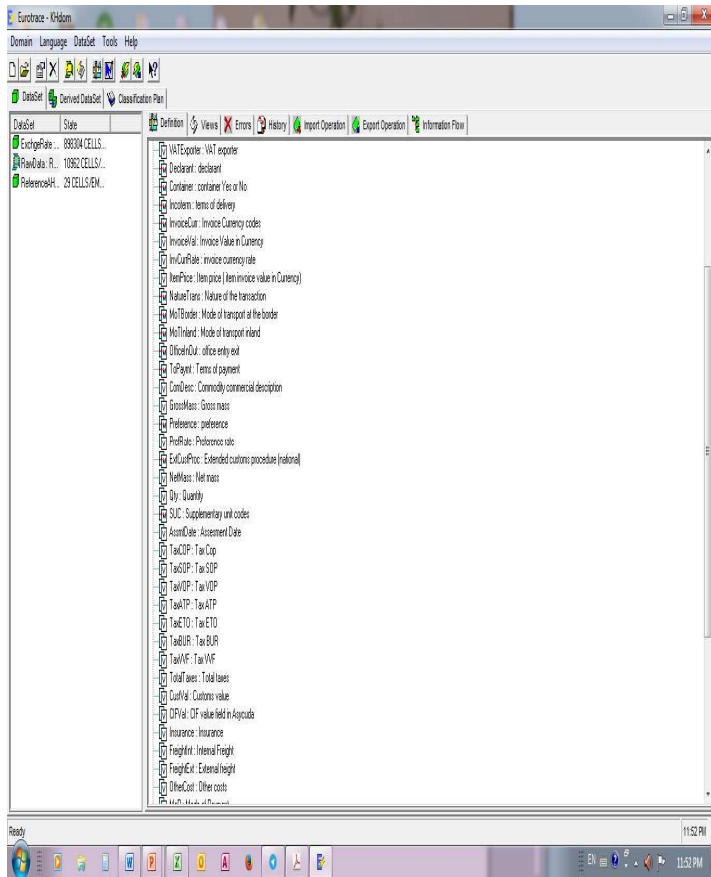 Eurotrace - KHdom
Domain Language DataSet Tools Help
DataSet Derived DataSet Classification Plan
DataSet State
ExchgeRate : ... 898304 CELLS...
RawData : R... 10962 CELLS/...
ReferenceAH... 29 CELLS/EM...
Definition Views Errors History Import Operation Export Operation Information Flow
VATExporter : VAT exporter
Declarant : declarant
Container : container Yes or No
Incoterm : terms of delivery
InvoiceCurr : Invoice Currency codes
InvoiceVal : Invoice Value in Currency
InvCurrRate : invoice currency rate
ItemPrice : Item price ( item invoice value in Currency)
NatureTrans : Nature of the transaction
MoTBorder : Mode of transport at the border
MoTInland : Mode of transport inland
OfficeInOut : office entry exit
ToPaymt : Terms of payment
ComDesc : Commodity commercial description
GrossMass : Gross mass
Preference : preference
PrefRate : Preference rate
ExtCustProc : Extended customs procedure (national)
NetMass : Net mass
Qty : Quantity
SUC : Supplementary unit codes
AssmtDate : Assesment Date
TaxCOP : Tax Cop
TaxSOP : Tax SOP
TaxVOP : Tax VOP
TaxATP : Tax ATP
TaxETO : Tax ETO
TaxBUR : Tax BUR
TaxVVF : Tax VVF
TotalTaxes : Total taxes
CustVal : Customs value
CIFVal : CIF value field in Asycuda
Insurance : Insurance
FreightInt : Internal Freight
FreightExt : External freight
OtherCost : Other costs
Ready 11:52 PM
EN 11:52 PM